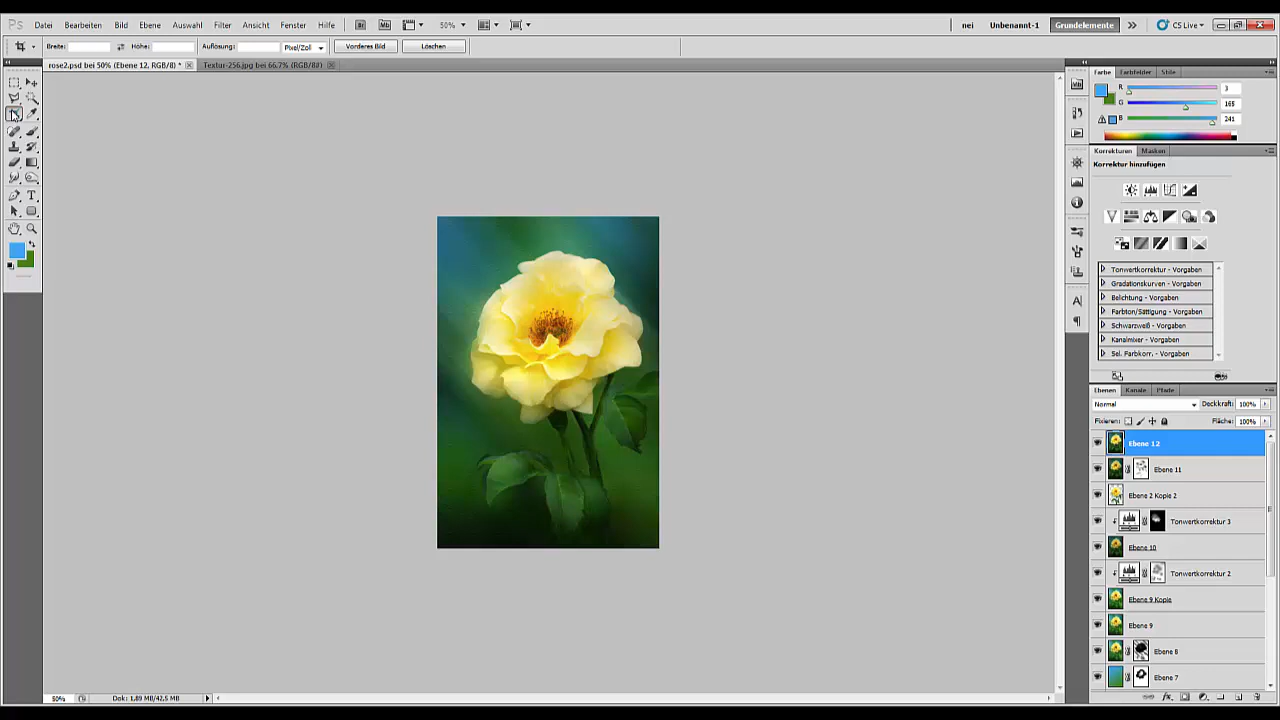 Ps Datei Bearbeiten Bild Ebene Auswahl Filter Ansicht Fenster Hilfe Br Mb 50% nei Unbenannt-1 Grundelemente CS Live
Breite: Höhe: Auflösung: Pixel/Zoll Vorderes Bild Löschen
rose2.psd bei 50% (Ebene 12, RGB/8) * Textur-256.jpg bei 66,7% (RGB/8#)
Farbe Farbfelder Stile
R 3
G 165
B 241
Korrekturen Masken
Korrektur hinzufügen
Tonwertkorrektur - Vorgaben
Gradationskurven - Vorgaben
Belichtung - Vorgaben
Farbton/Sättigung - Vorgaben
Schwarzweiß - Vorgaben
Kanalmixer - Vorgaben
Sel. Farbkorr. - Vorgaben
Ebenen Kanäle Pfade
Normal Deckkraft: 100%
Fixieren: Fläche: 100%
Ebene 12
Ebene 11
Ebene 2 Kopie 2
Tonwertkorrektur 3
Ebene 10
Tonwertkorrektur 2
Ebene 9 Kopie
Ebene 9
Ebene 8
Ebene 7
50% Dok: 1,89 MB/42,5 MB